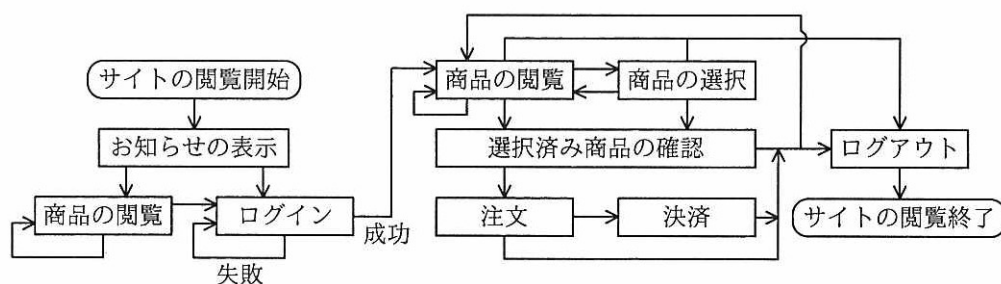 サイトの閲覧開始
お知らせの表示
商品の閲覧
ログイン
失敗
成功
商品の閲覧
商品の選択
選択済み商品の確認
ログアウト
注文
決済
サイトの閲覧終了